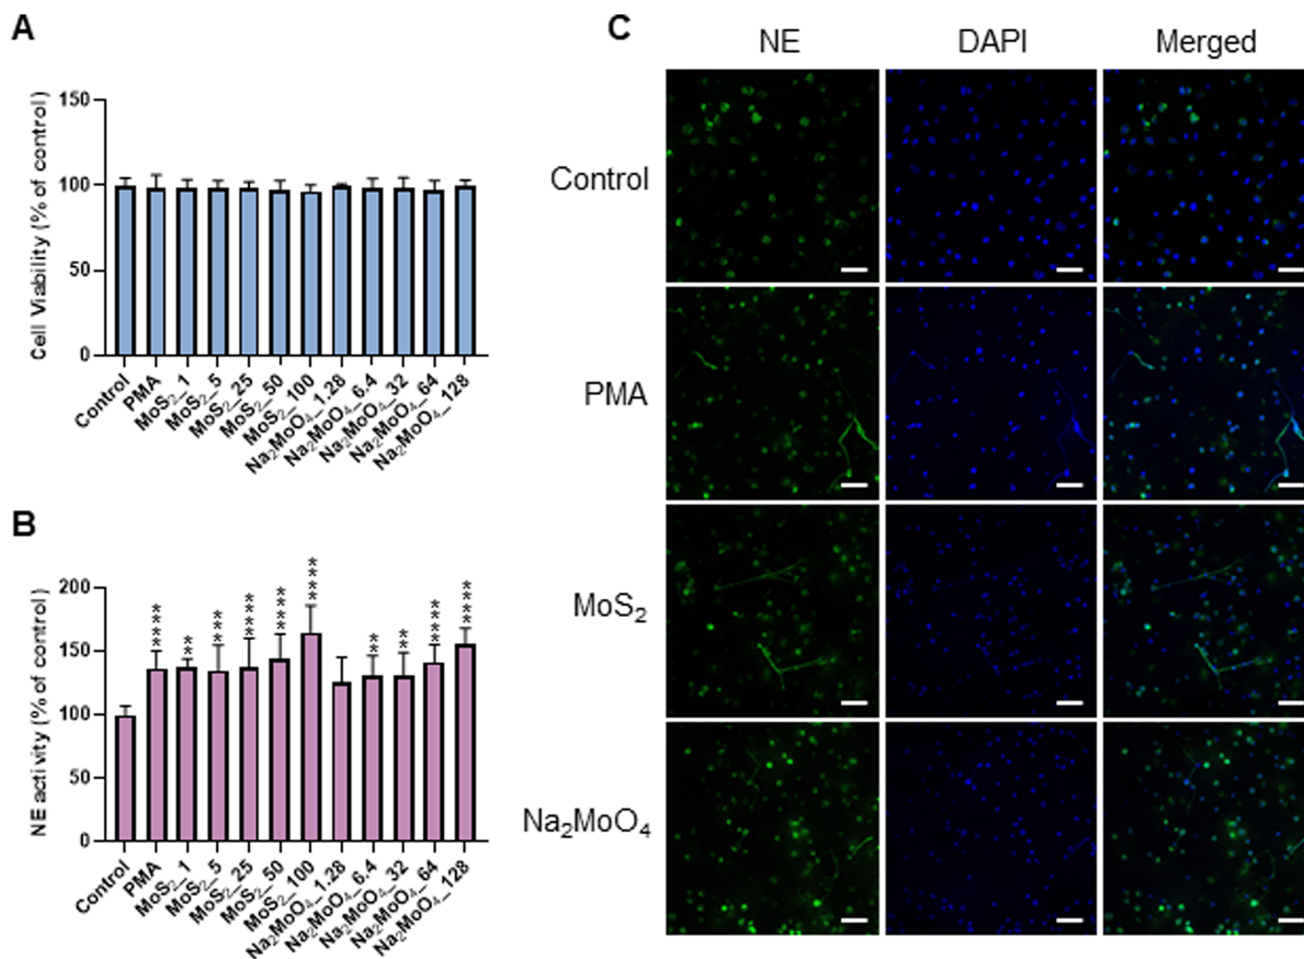 A
Cell Viability (% of control)
150
100
50
0
Control
PMA
MoS₂_1
MoS₂_5
MoS₂_25
MoS₂_50
MoS₂_100
Na₂MoO₄_1.28
Na₂MoO₄_6.4
Na₂MoO₄_32
Na₂MoO₄_64
Na₂MoO₄_128
B
NE activity (% of control)
200
150
100
50
0
*****
**
***
****
****
*****
**
**
****
****
Control
PMA
MoS₂_1
MoS₂_5
MoS₂_25
MoS₂_50
MoS₂_100
Na₂MoO₄_1.28
Na₂MoO₄_6.4
Na₂MoO₄_32
Na₂MoO₄_64
Na₂MoO₄_128
C
NE DAPI Merged
Control
PMA
MoS₂
Na₂MoO₄